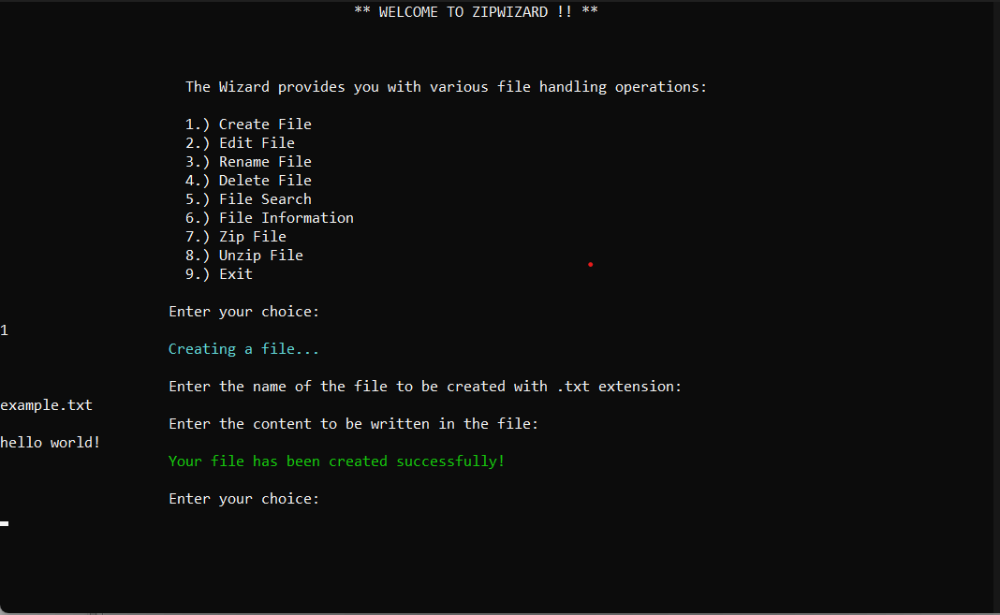 ** WELCOME TO ZIPWIZARD !! **
The Wizard provides you with various file handling operations:
1.) Create File
2.) Edit File
3.) Rename File
4.) Delete File
5.) File Search
6.) File Information
7.) Zip File
8.) Unzip File
9.) Exit
Enter your choice:
1
Creating a file...
Enter the name of the file to be created with .txt extension:
example.txt
Enter the content to be written in the file:
hello world!
Your file has been created successfully!
Enter your choice: